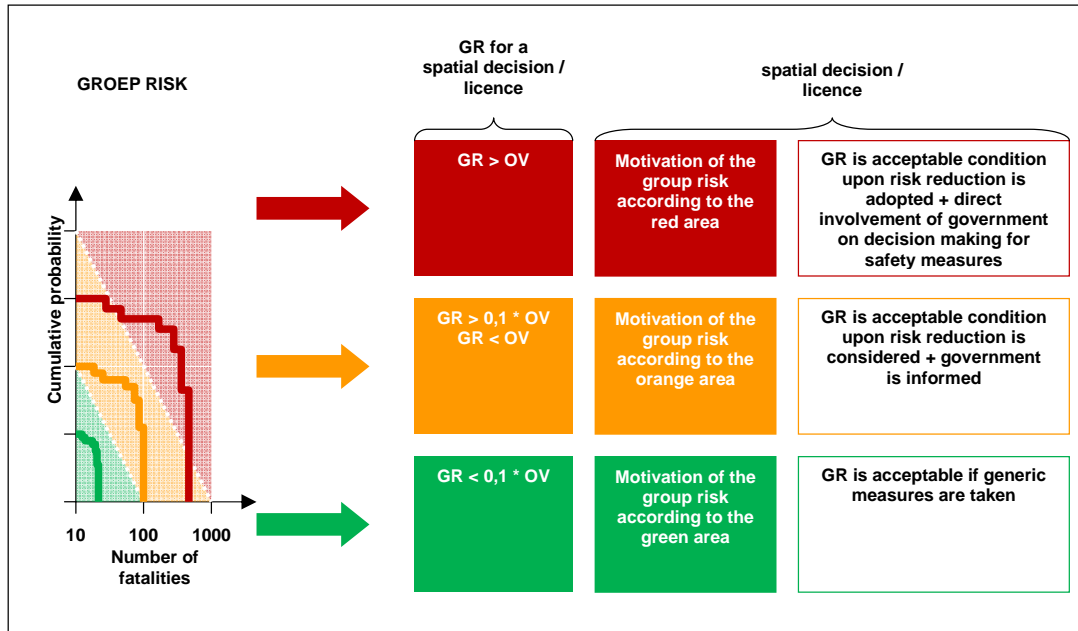 GROEP RISK
GR for a
spatial decision /
licence
spatial decision /
licence
Cumulative probability
10
100
1000
Number of
fatalities
GR > OV
Motivation of the
group risk
according to the
red area
GR is acceptable condition
upon risk reduction is
adopted + direct
involvement of government
on decision making for
safety measures
GR > 0,1 * OV
GR < OV
Motivation of the
group risk
according to the
orange area
GR is acceptable condition
upon risk reduction is
considered + government
is informed
GR < 0,1 * OV
Motivation of the
group risk
according to the
green area
GR is acceptable if generic
measures are taken